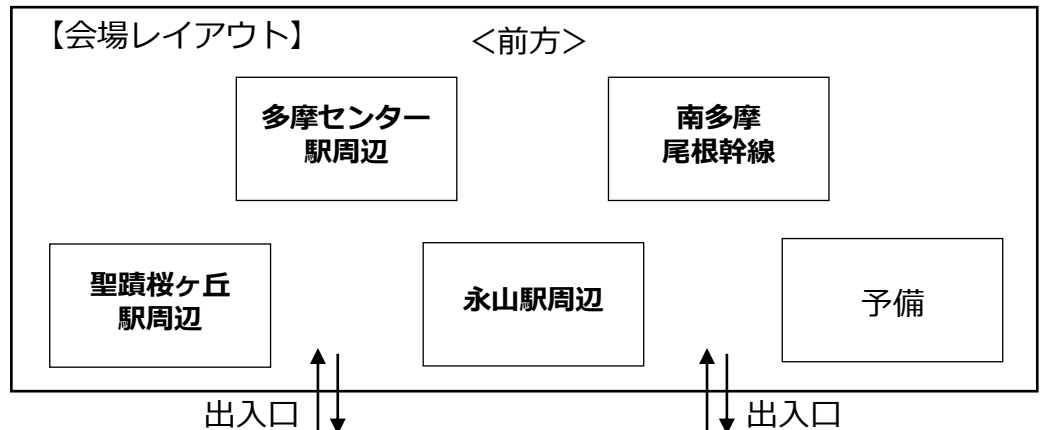 【会場レイアウト】
＜前方＞
多摩センター
駅周辺
南多摩
尾根幹線
聖蹟桜ヶ丘
駅周辺
永山駅周辺
予備
出入口
出入口